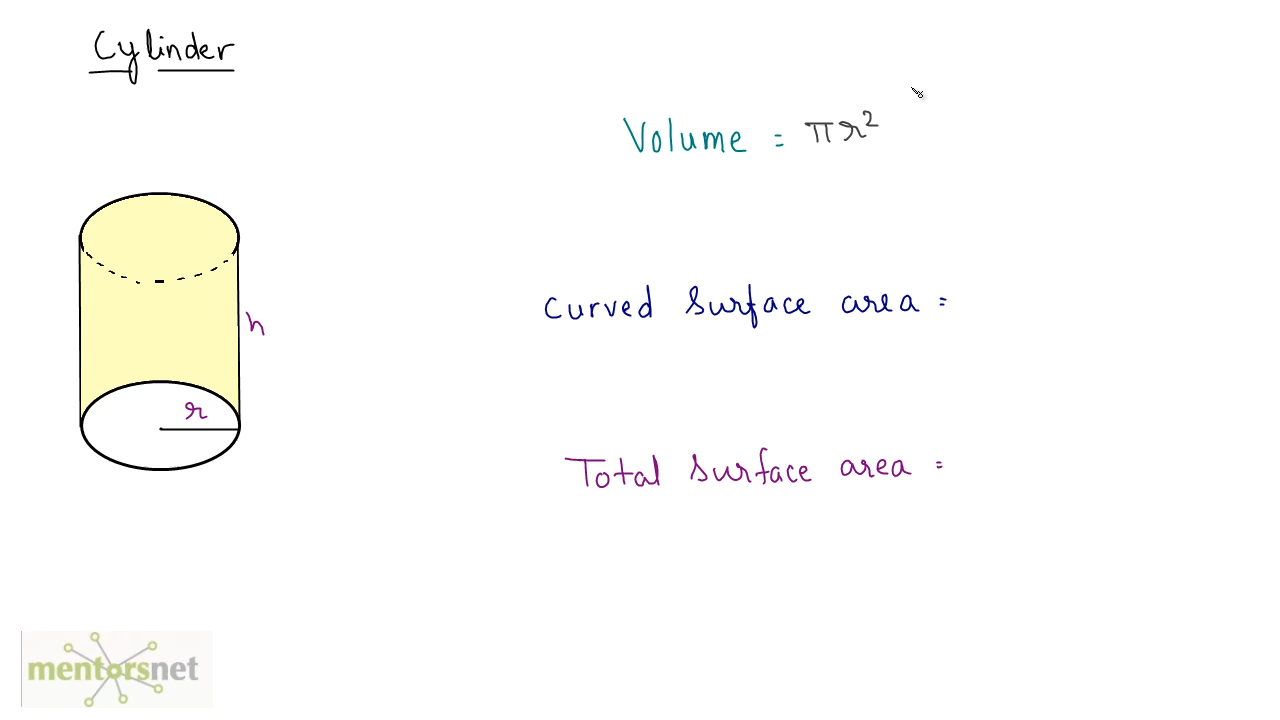 Cylinder
Volume = πr²
h
Curved Surface area =
r
Total Surface area =
mentorsnet